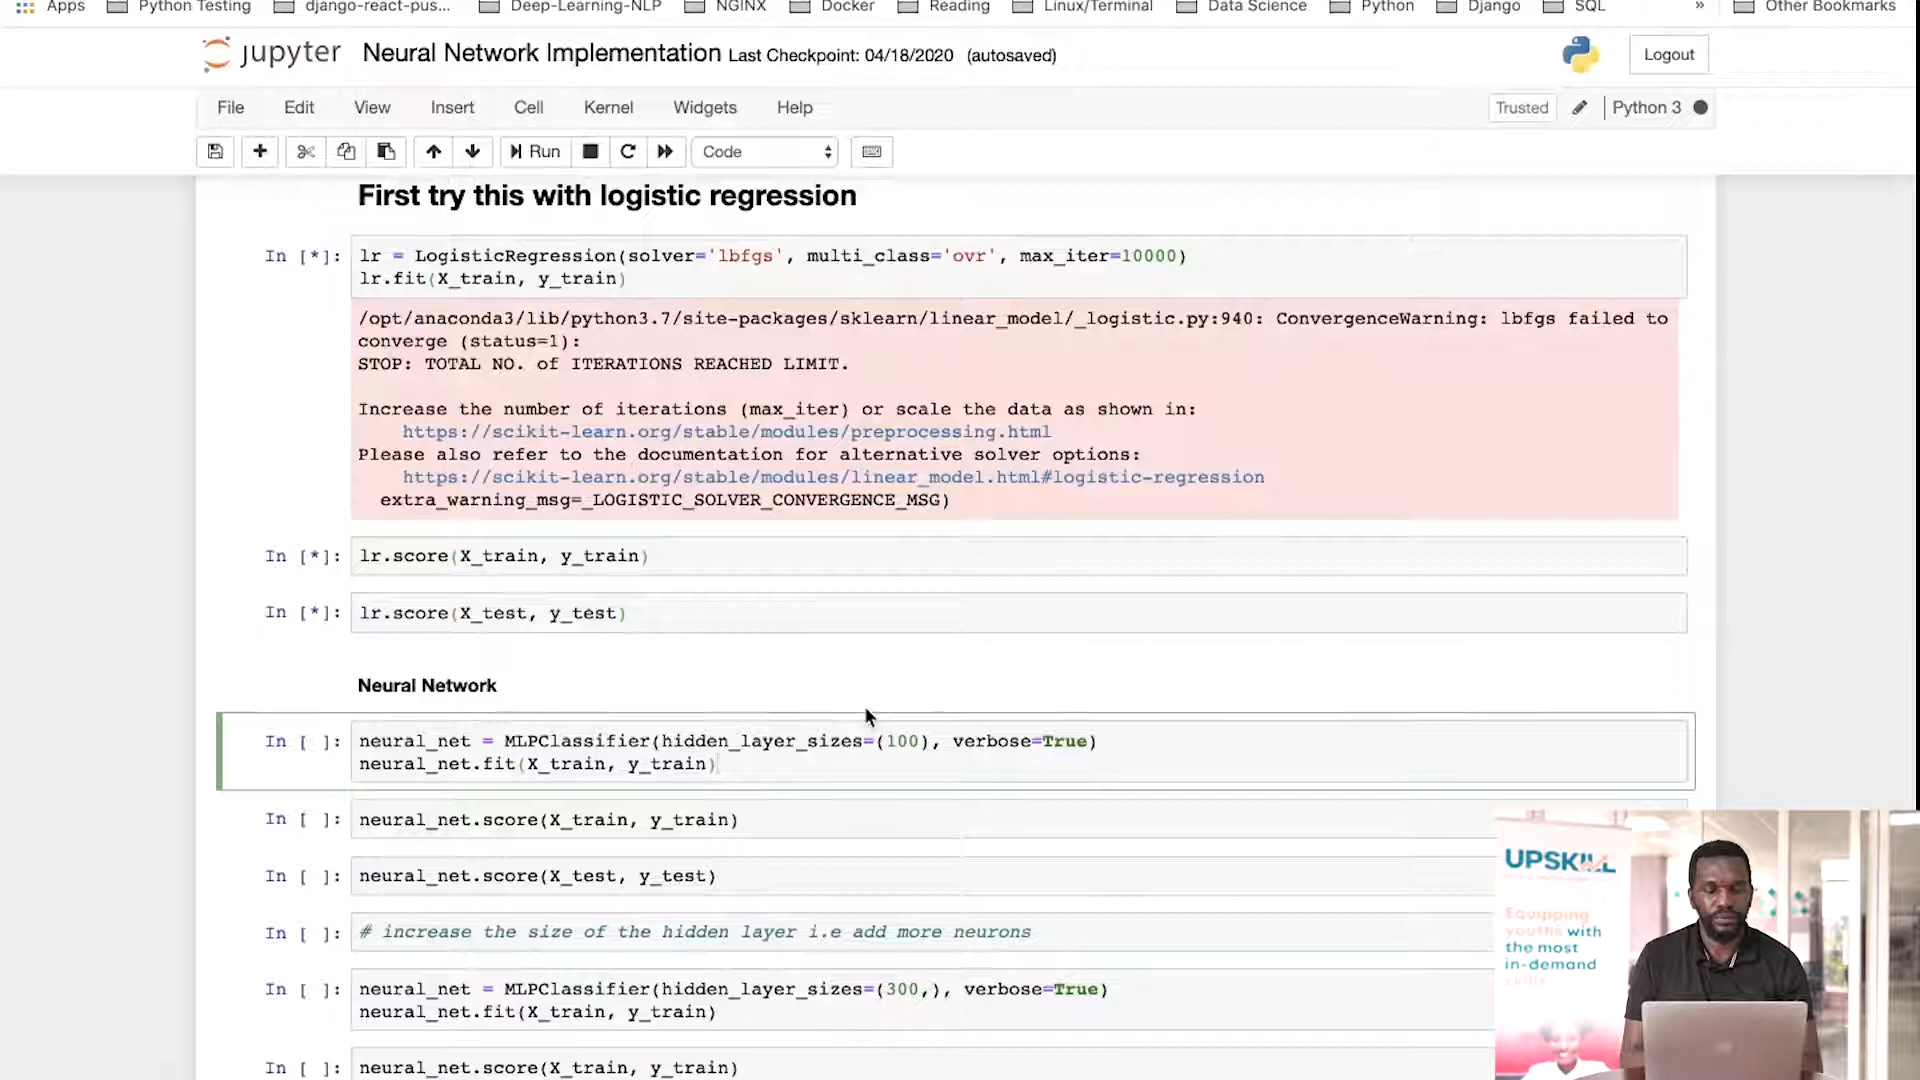 Apps Python Testing django-react-pus... Deep-Learning-NLP NGINX Docker Reading Linux/Terminal Data Science Python Django SQL » Other Bookmarks
jupyter Neural Network Implementation Last Checkpoint: 04/18/2020 (autosaved) Logout
File Edit View Insert Cell Kernel Widgets Help Trusted Python 3
Run Code
First try this with logistic regression
In [*]: lr = LogisticRegression(solver='lbfgs', multi_class='ovr', max_iter=10000)
lr.fit(X_train, y_train)
/opt/anaconda3/lib/python3.7/site-packages/sklearn/linear_model/_logistic.py:940: ConvergenceWarning: lbfgs failed to
converge (status=1):
STOP: TOTAL NO. of ITERATIONS REACHED LIMIT.
Increase the number of iterations (max_iter) or scale the data as shown in:
https://scikit-learn.org/stable/modules/preprocessing.html
Please also refer to the documentation for alternative solver options:
https://scikit-learn.org/stable/modules/linear_model.html#logistic-regression
extra_warning_msg=_LOGISTIC_SOLVER_CONVERGENCE_MSG)
In [*]: lr.score(X_train, y_train)
In [*]: lr.score(X_test, y_test)
Neural Network
In [ ]: neural_net = MLPClassifier(hidden_layer_sizes=(100), verbose=True)
neural_net.fit(X_train, y_train)
In [ ]: neural_net.score(X_train, y_train)
In [ ]: neural_net.score(X_test, y_test)
In [ ]: # increase the size of the hidden layer i.e add more neurons
In [ ]: neural_net = MLPClassifier(hidden_layer_sizes=(300,), verbose=True)
neural_net.fit(X_train, y_train)
In [ ]: neural_net.score(X_train, y_train)
UPSKILL
Equipping
youths with
the most
in-demand
skills